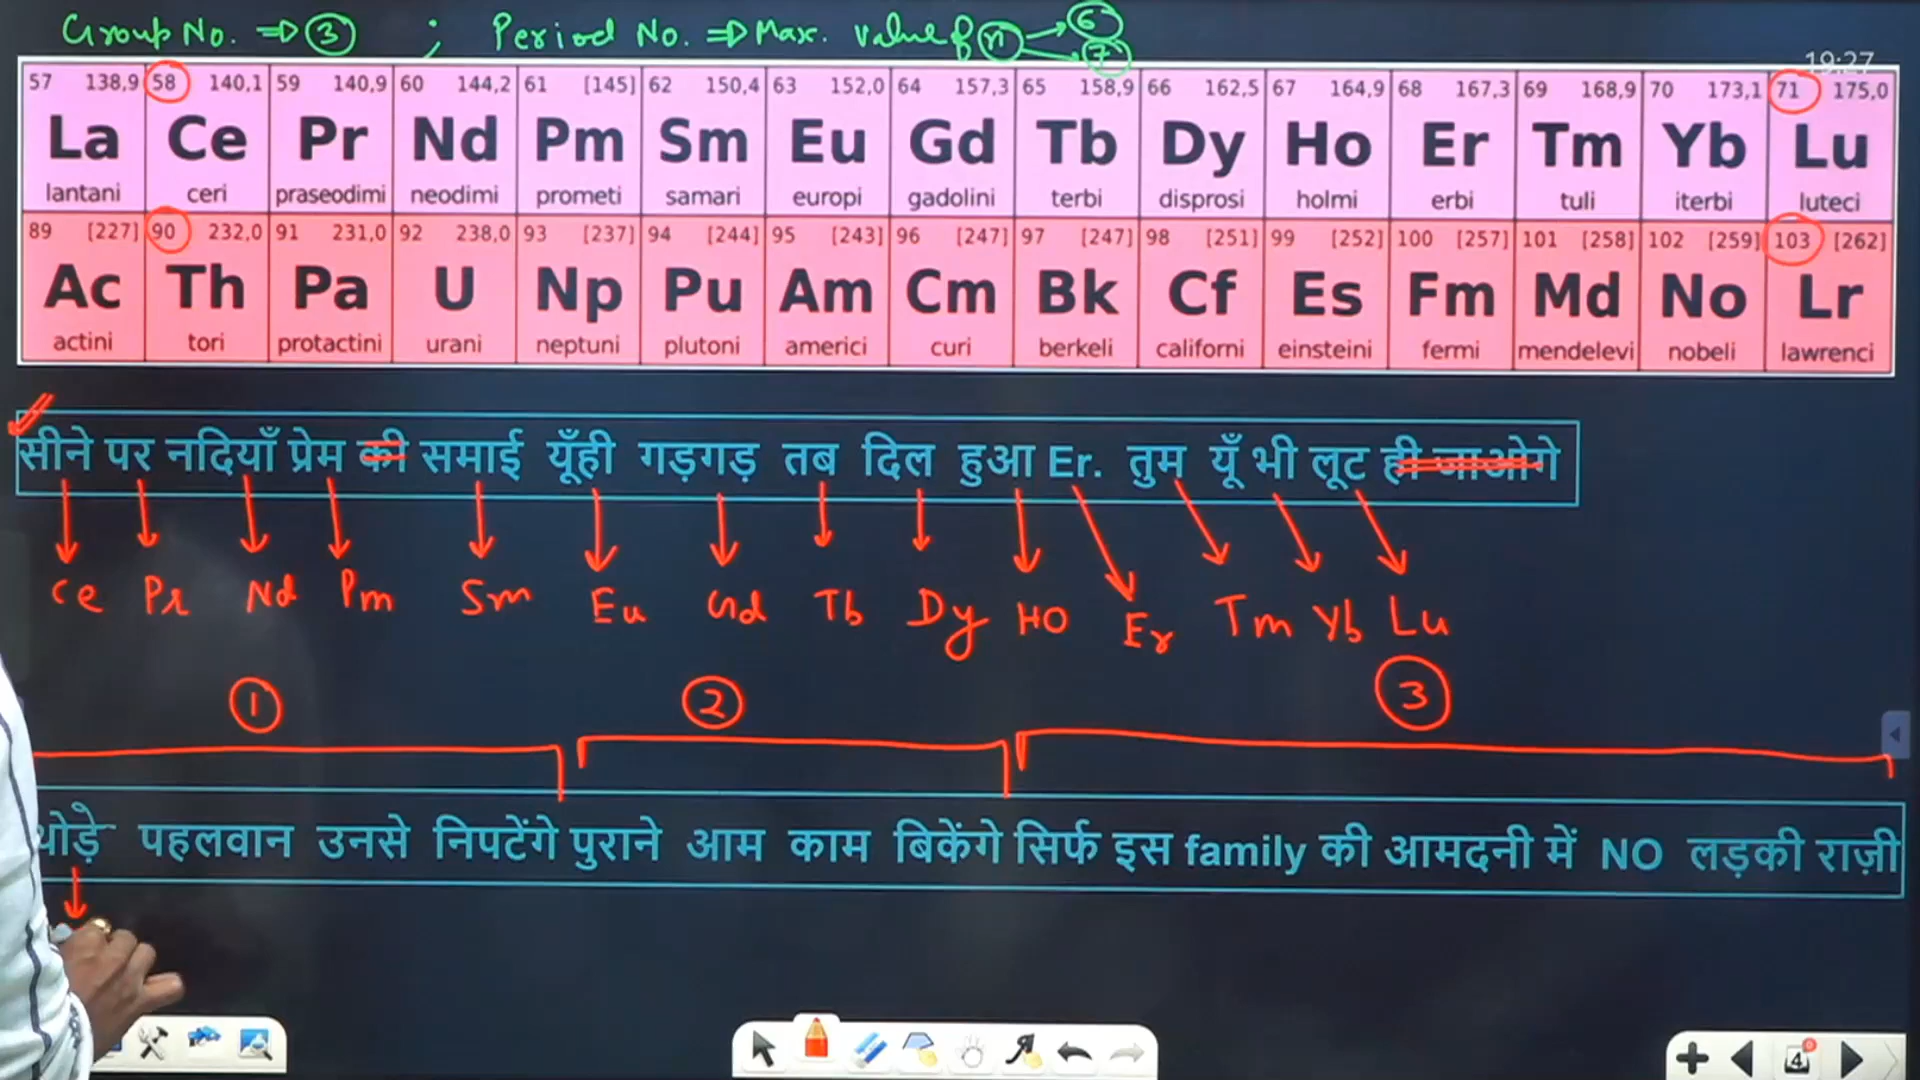 Group No. ⇒ 3 ; Period No. ⇒ Max. value of n → 6
→ 7
19:27
57 138,9 58 140,1 59 140,9 60 144,2 61 [145] 62 150,4 63 152,0 64 157,3 65 158,9 66 162,5 67 164,9 68 167,3 69 168,9 70 173,1 71 175,0
La Ce Pr Nd Pm Sm Eu Gd Tb Dy Ho Er Tm Yb Lu
lantani ceri praseodimi neodimi prometi samari europi gadolini terbi disprosi holmi erbi tuli iterbi luteci
89 [227] 90 232,0 91 231,0 92 238,0 93 [237] 94 [244] 95 [243] 96 [247] 97 [247] 98 [251] 99 [252] 100 [257] 101 [258] 102 [259] 103 [262]
Ac Th Pa U Np Pu Am Cm Bk Cf Es Fm Md No Lr
actini tori protactini urani neptuni plutoni americi curi berkeli californi einsteini fermi mendelevi nobeli lawrenci
सीने पर नदियाँ प्रेम की समाई यूँही गड़गड़ तब दिल हुआ Er. तुम यूँ भी लूट ही जाओगे
Ce Pr Nd Pm Sm Eu Gd Tb Dy HO Er Tm Yb Lu
1 2 3
थोड़े पहलवान उनसे निपटेंगे पुराने आम काम बिकेंगे सिर्फ इस family की आमदनी में NO लड़की राज़ी
4